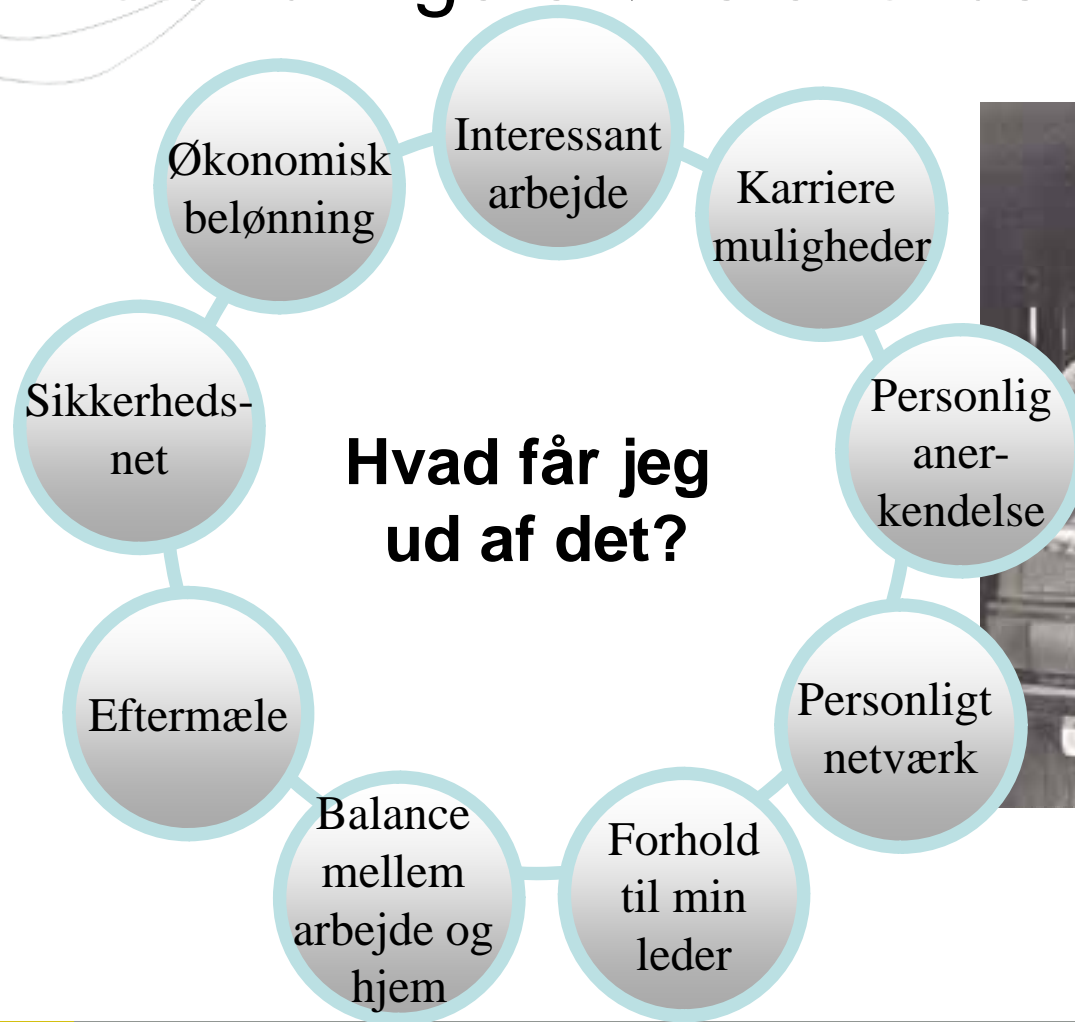 Interessant
arbejde
Karriere
muligheder
Personlig
aner-
kendelse
Personligt
netværk
Forhold
til min
leder
Balance
mellem
arbejde og
hjem
Eftermæle
Sikkerheds-
net
Økonomisk
belønning
Hvad får jeg
ud af det?